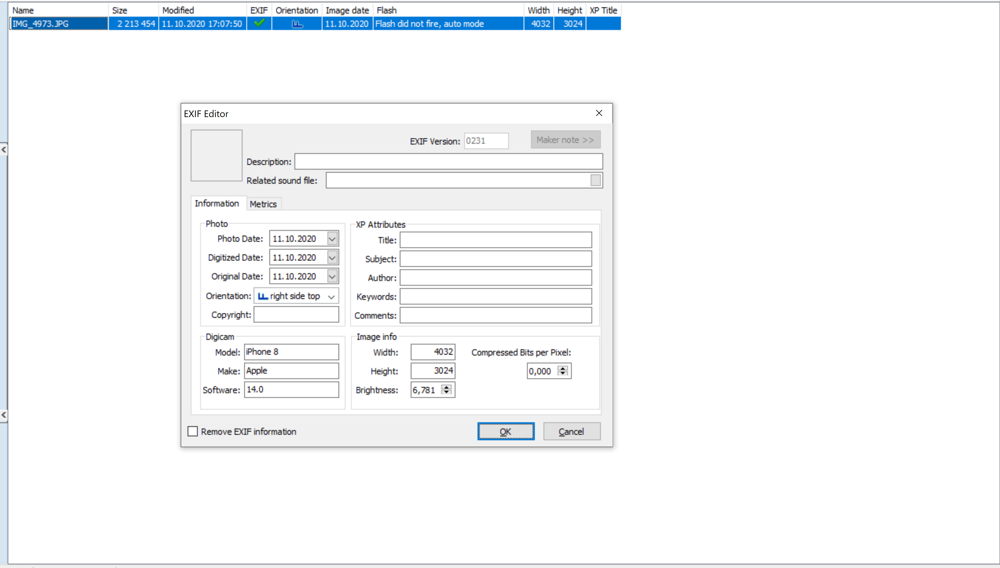 Name Size Modified EXIF Orientation Image date Flash Width Height XP Title
IMG_4973.JPG 2 213 454 11.10.2020 17:07:50 11.10.2020 Flash did not fire, auto mode 4032 3024
EXIF Editor
EXIF Version: 0231 Maker note >>
Description:
Related sound file:
Information Metrics
Photo
Photo Date: 11.10.2020
Digitized Date: 11.10.2020
Original Date: 11.10.2020
Orientation: right side top
Copyright:
XP Attributes
Title:
Subject:
Author:
Keywords:
Comments:
Digicam
Model: iPhone 8
Make: Apple
Software: 14.0
Image info
Width: 4032 Compressed Bits per Pixel:
Height: 3024 0,000
Brightness: 6,781
Remove EXIF information OK Cancel